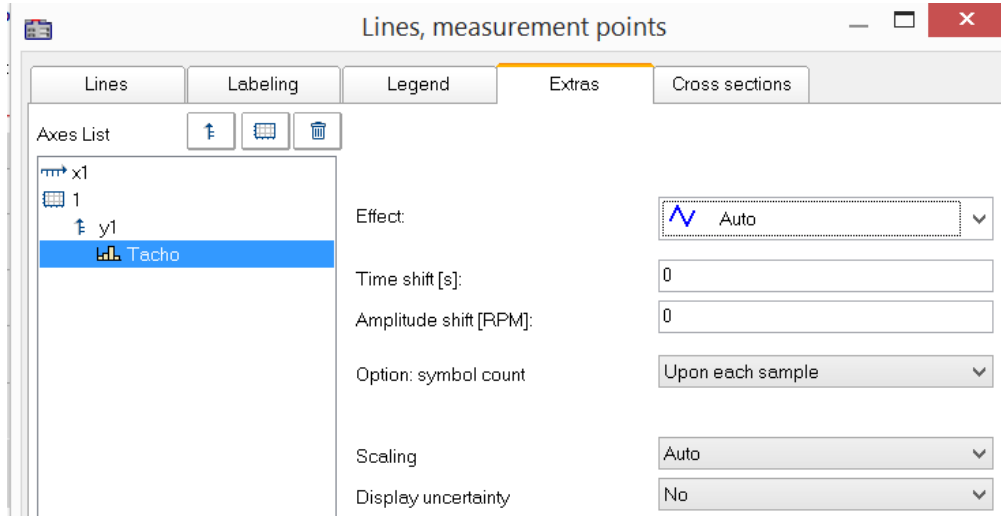 Lines, measurement points
Lines Labeling Legend Extras Cross sections
Axes List
x1
1
y1
Tacho
Effect: Auto
Time shift [s]: 0
Amplitude shift [RPM]: 0
Option: symbol count Upon each sample
Scaling Auto
Display uncertainty No